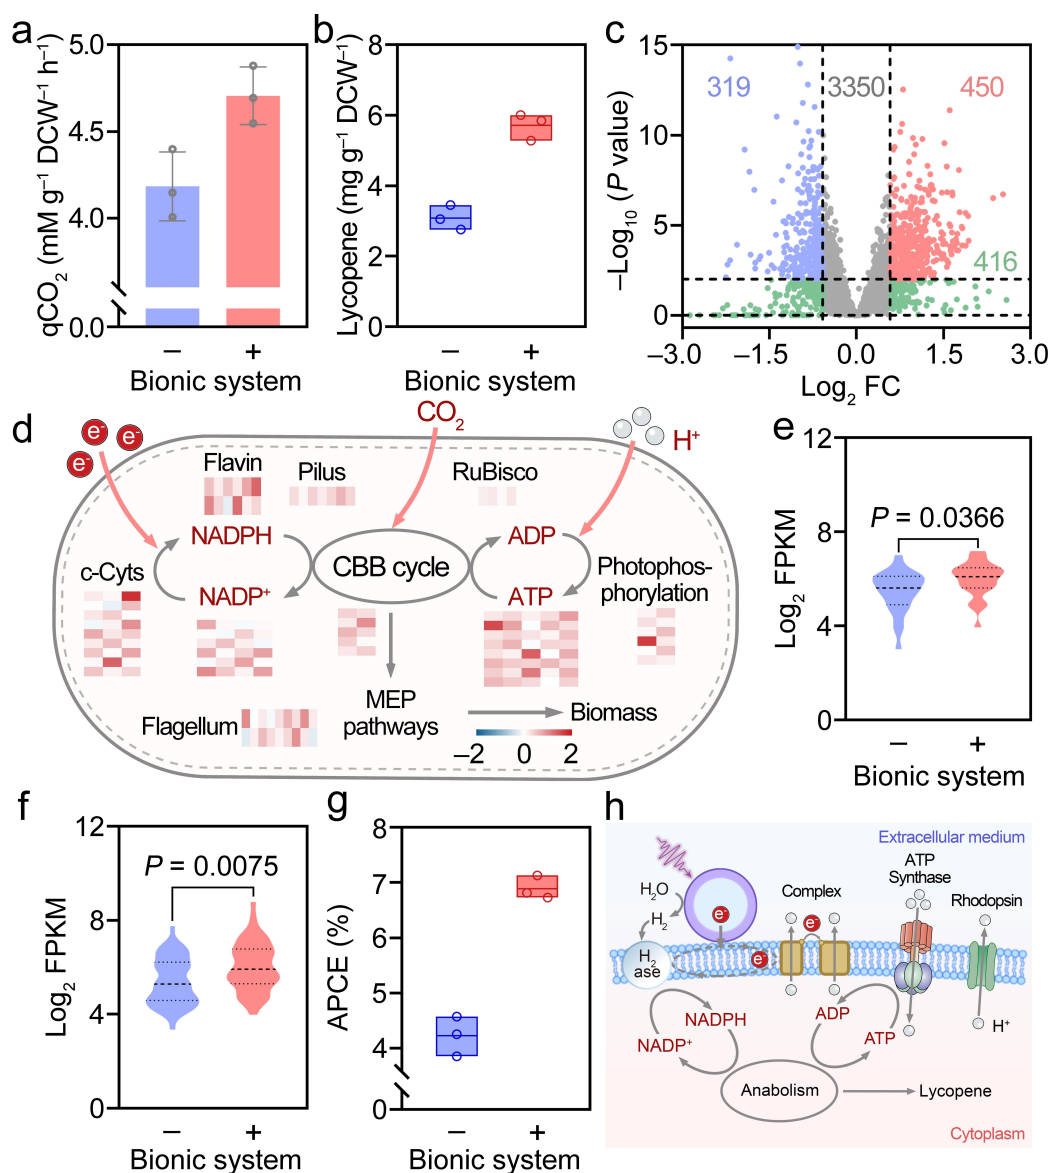 a
qCO2 (mM g–1 DCW–1 h–1)
5.0
4.5
4.0
0.0
– +
Bionic system
b
Lycopene (mg g–1 DCW–1)
8
6
4
2
0
– +
Bionic system
c
–Log10 (P value)
15
10
5
0
319 3350 450
416
–3.0 –1.5 0.0 1.5 3.0
Log2 FC
d
e- e- e-
CO2
H+
Flavin
Pilus
RuBisco
NADPH
ADP
c-Cyts
CBB cycle
Photophos-
phorylation
NADP+
ATP
MEP
pathways
Biomass
Flagellum
–2 0 2
e
Log2 FPKM
12
8
4
0
P = 0.0366
– +
Bionic system
f
Log2 FPKM
12
8
4
0
P = 0.0075
– +
Bionic system
g
APCE (%)
8
7
6
5
4
0
– +
Bionic system
h
Extracellular medium
ATP
Synthase
H2O
Complex
Rhodopsin
e-
e-
H2
H2
ase
e-
NADPH
ADP
H+
NADP+
ATP
Anabolism
Lycopene
Cytoplasm